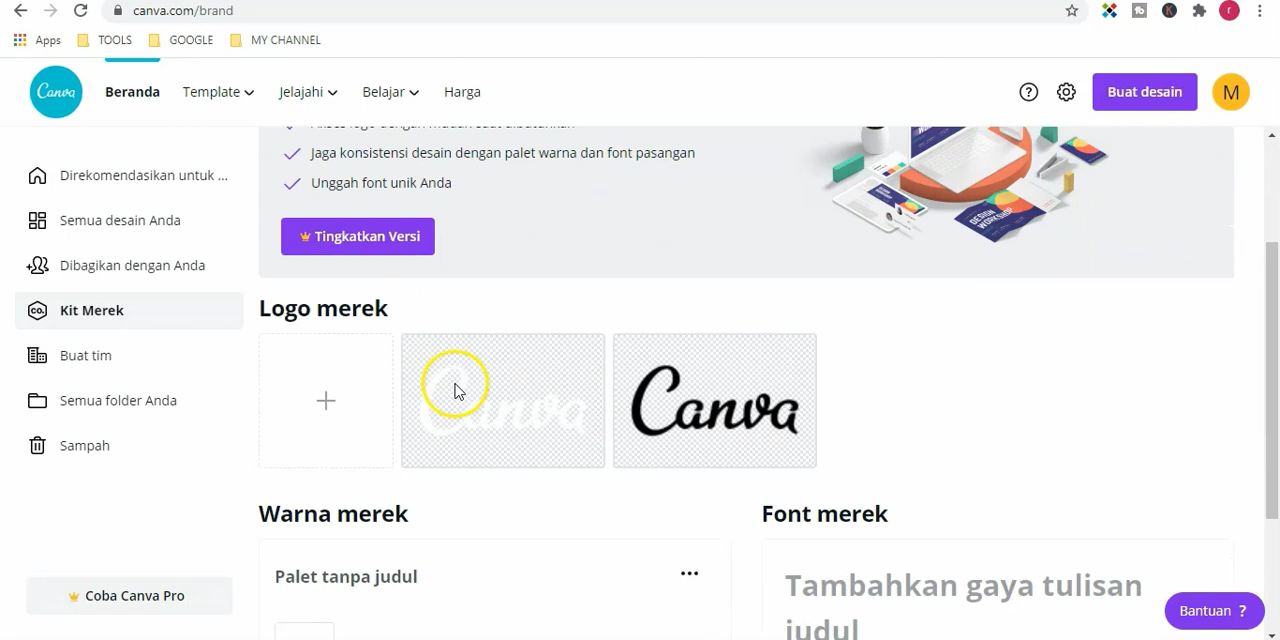 canva.com/brand
Apps TOOLS GOOGLE MY CHANNEL
Canva Beranda Template Jelajahi Belajar Harga Buat desain M
Jaga konsistensi desain dengan palet warna dan font pasangan
Unggah font unik Anda
Tingkatkan Versi
Direkomendasikan untuk ...
Semua desain Anda
Dibagikan dengan Anda
CO. Kit Merek
Buat tim
Semua folder Anda
Sampah
Coba Canva Pro
Logo merek
Canva Canva
Warna merek
Palet tanpa judul
Font merek
Tambahkan gaya tulisan
judul
Bantuan ?